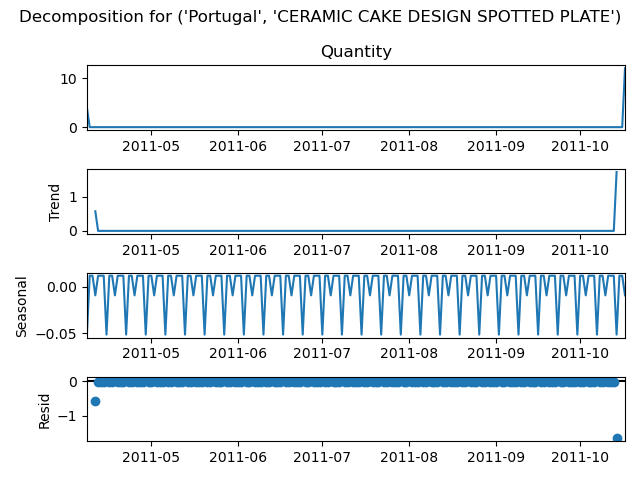 Decomposition for ('Portugal', 'CERAMIC CAKE DESIGN SPOTTED PLATE')
Quantity
10
0
2011-05 2011-06 2011-07 2011-08 2011-09 2011-10
Trend
1
0
2011-05 2011-06 2011-07 2011-08 2011-09 2011-10
Seasonal
0.00
−0.05
2011-05 2011-06 2011-07 2011-08 2011-09 2011-10
Resid
0
−1
2011-05 2011-06 2011-07 2011-08 2011-09 2011-10